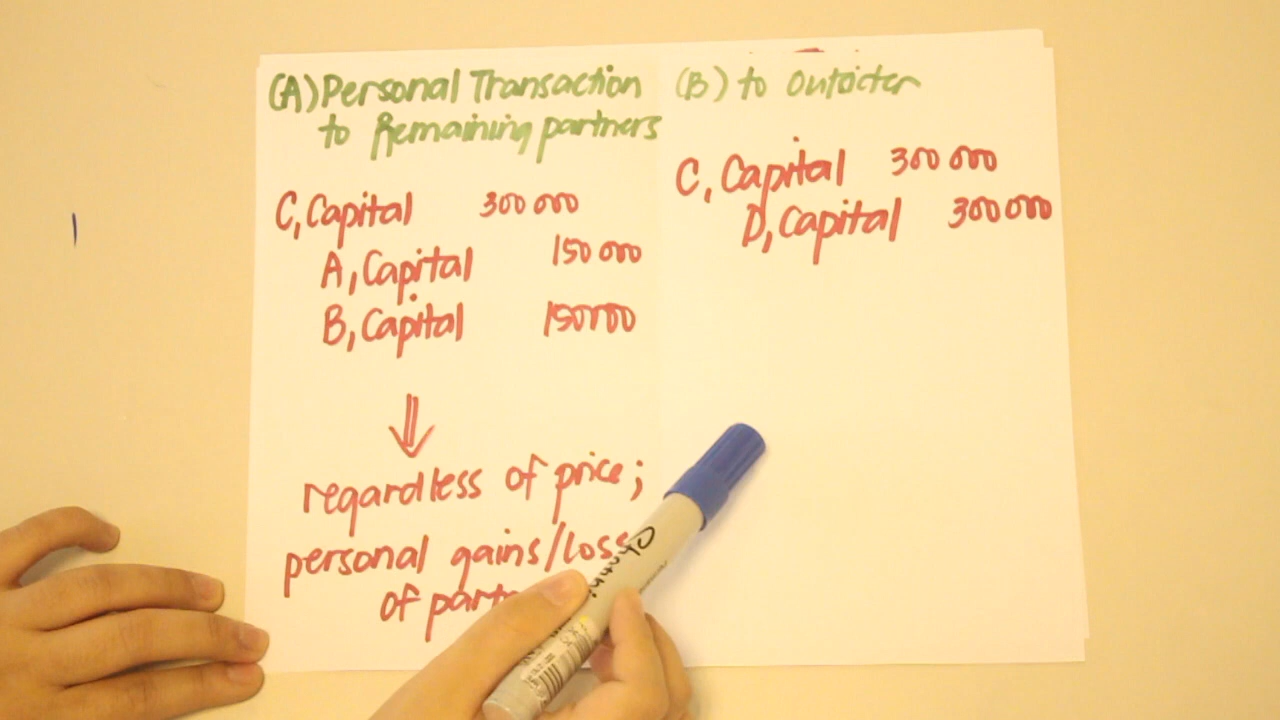 (A) Personal Transaction
to Remaining partners
C, Capital 300 000
A, Capital 150 000
B, Capital 150 000
regardless of price;
personal gains/loss
of
(B) to Outsider
C, Capital 300 000
D, Capital 300 000